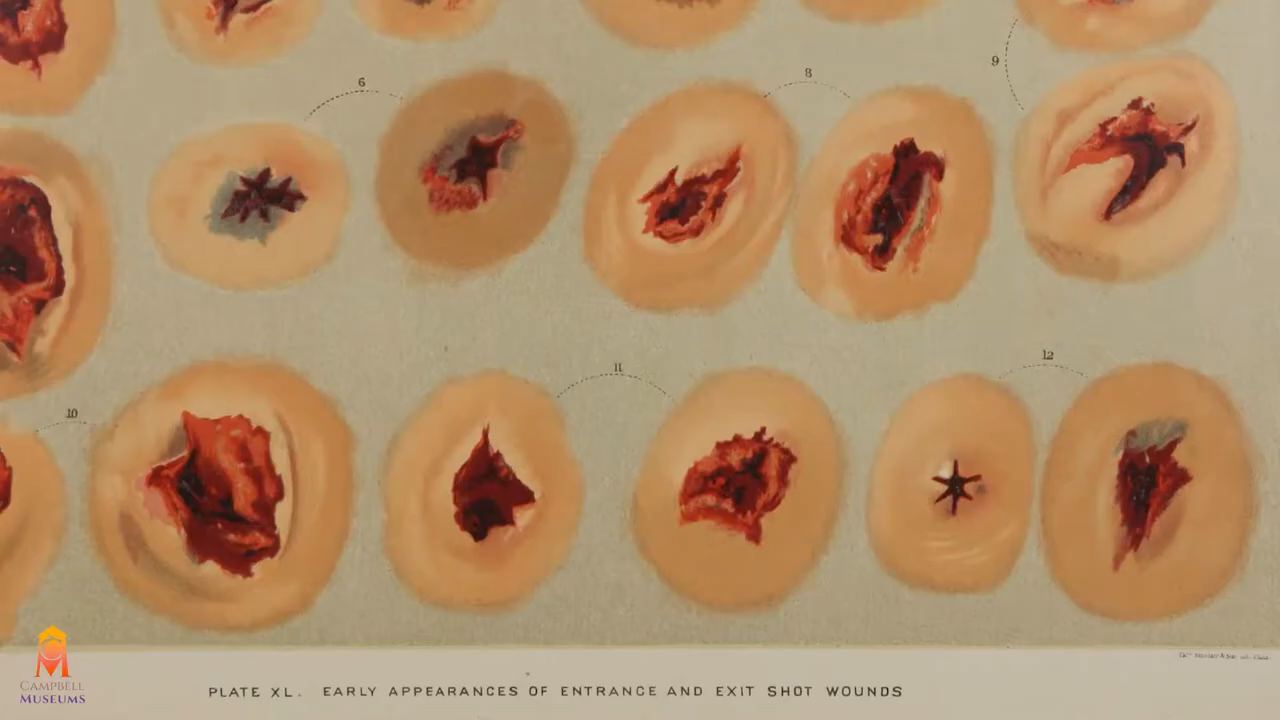 6
8
9
10
11
12
PLATE XL. EARLY APPEARANCES OF ENTRANCE AND EXIT SHOT WOUNDS
CAMPBELL
MUSEUMS